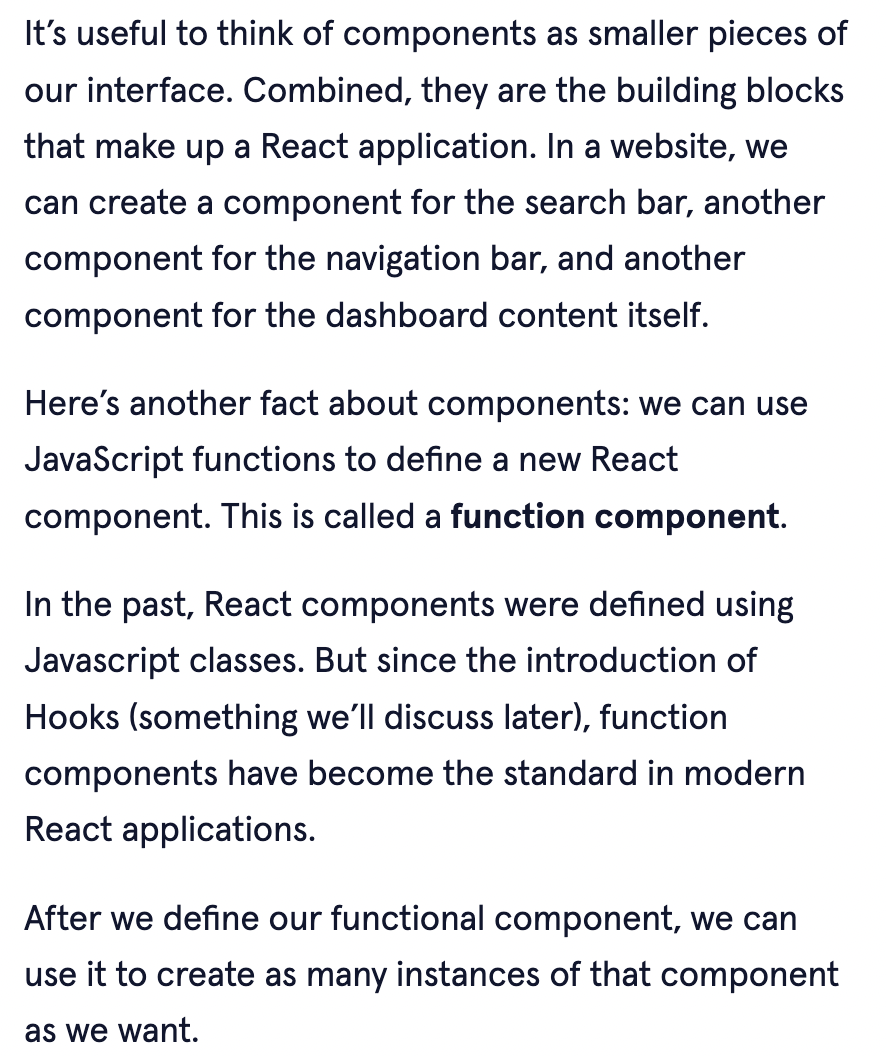 It’s useful to think of components as smaller pieces of
our interface. Combined, they are the building blocks
that make up a React application. In a website, we
can create a component for the search bar, another
component for the navigation bar, and another
component for the dashboard content itself.
Here’s another fact about components: we can use
JavaScript functions to define a new React
component. This is called a function component.
In the past, React components were defined using
Javascript classes. But since the introduction of
Hooks (something we’ll discuss later), function
components have become the standard in modern
React applications.
After we define our functional component, we can
use it to create as many instances of that component
as we want.